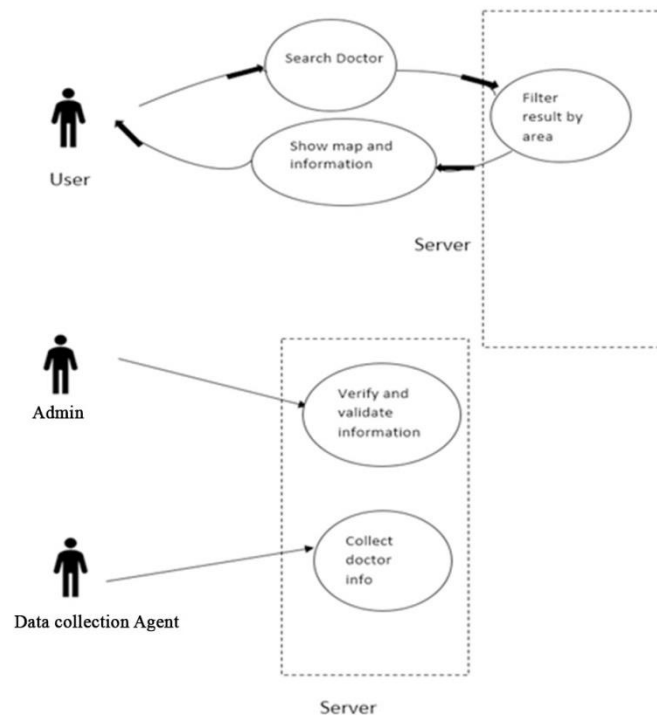 Search Doctor
Filter
result by
area
Show map and
information
User
Server
Verify and
validate
information
Admin
Collect
doctor
info
Data collection Agent
Server